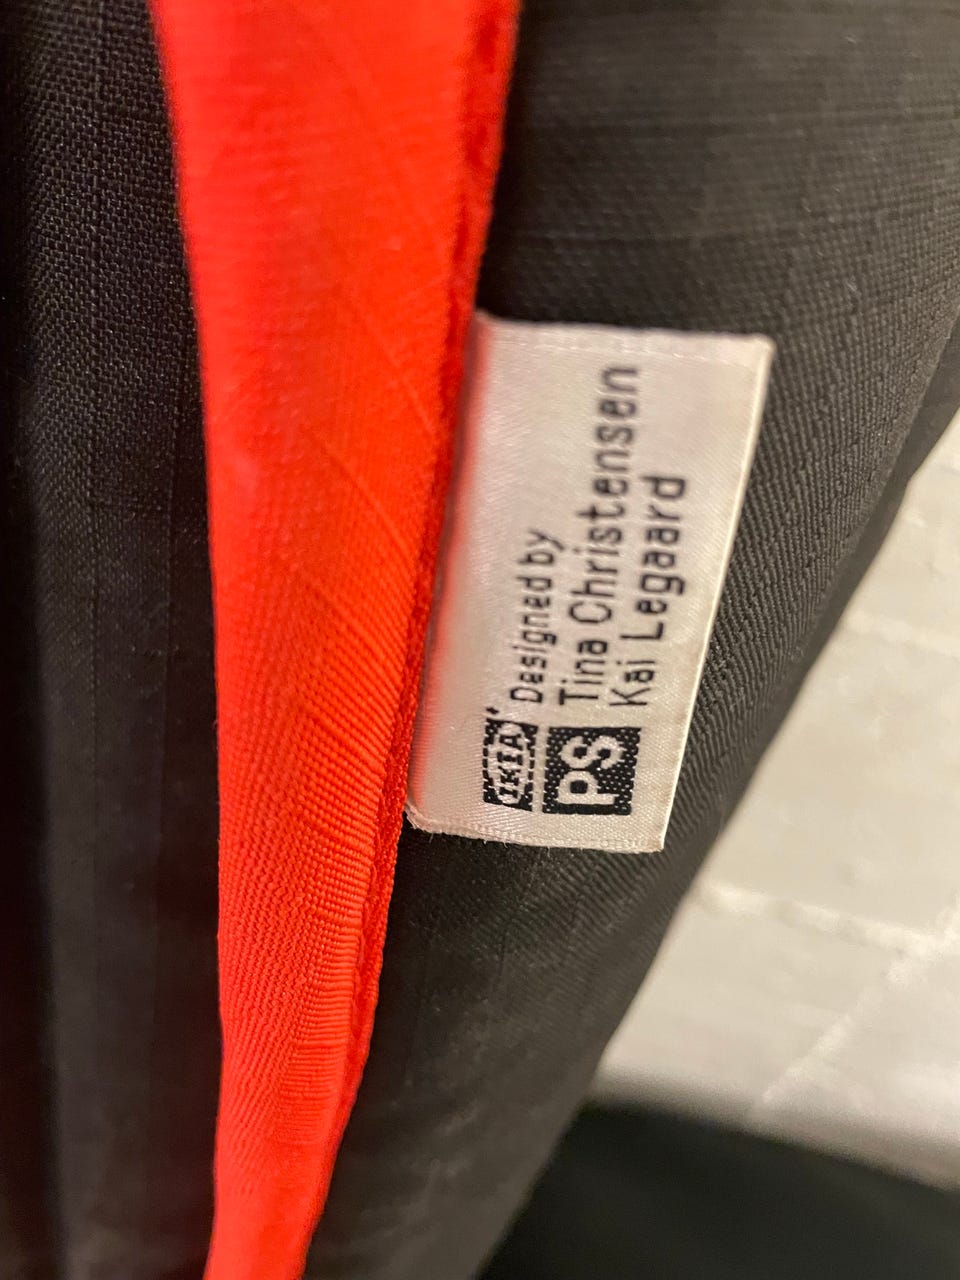 IKEA
PS
Designed by
Tina Christensen
Kai Legaard